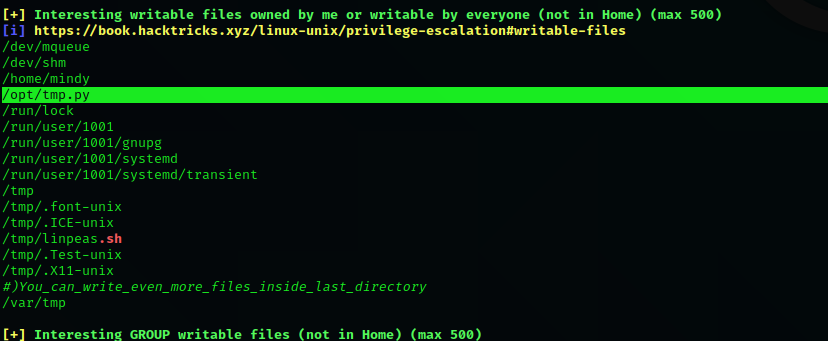 [+] Interesting writable files owned by me or writable by everyone (not in Home) (max 500)
[i] https://book.hacktricks.xyz/linux-unix/privilege-escalation#writable-files
/dev/mqueue
/dev/shm
/home/mindy
/opt/tmp.py
/run/lock
/run/user/1001
/run/user/1001/gnupg
/run/user/1001/systemd
/run/user/1001/systemd/transient
/tmp
/tmp/.font-unix
/tmp/.ICE-unix
/tmp/linpeas.sh
/tmp/.Test-unix
/tmp/.X11-unix
#)You_can_write_even_more_files_inside_last_directory
/var/tmp
[+] Interesting GROUP writable files (not in Home) (max 500)